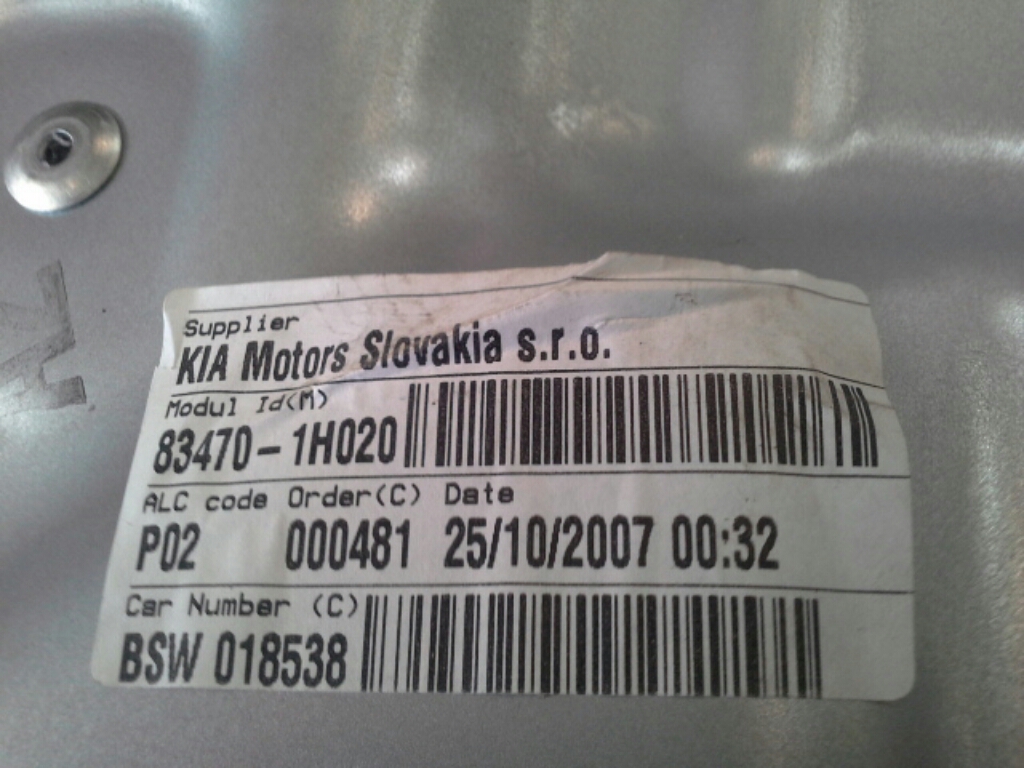 Supplier
KIA Motors Slovakia s.r.o.
Modul Id(M)
83470-1H020
ALC code Order(C) Date
P02 000481 25/10/2007 00:32
Car Number (C)
BSW 018538